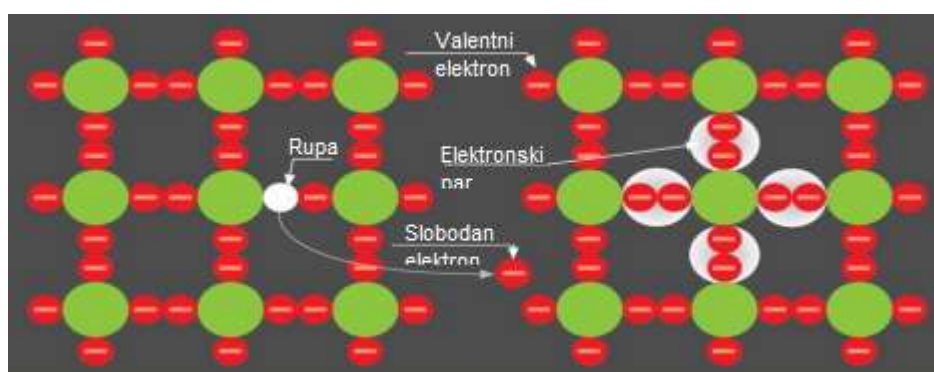 Valentni
elektron
Rupa
Elektronski
par
Slobodan
elektron